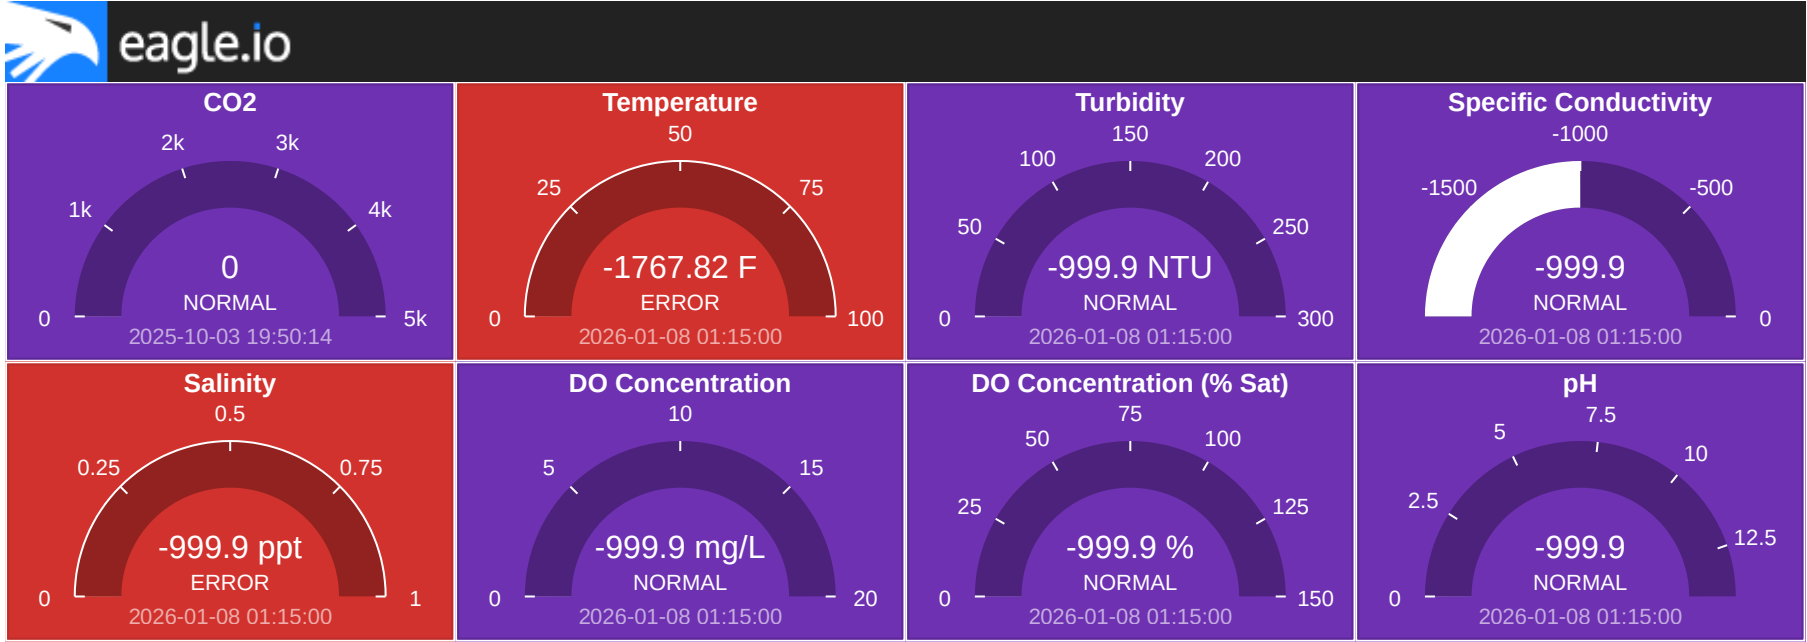 eagle.io
CO2
2k
3k
1k
4k
0
NORMAL
0
5k
2025-10-03 19:50:14
Temperature
50
25
75
-1767.82 F
ERROR
0
100
2026-01-08 01:15:00
Turbidity
150
100
200
50
250
-999.9 NTU
NORMAL
0
300
2026-01-08 01:15:00
Specific Conductivity
-1000
-1500
-500
-999.9
NORMAL
0
2026-01-08 01:15:00
Salinity
0.5
0.25
0.75
-999.9 ppt
ERROR
0
1
2026-01-08 01:15:00
DO Concentration
10
5
15
-999.9 mg/L
NORMAL
0
20
2026-01-08 01:15:00
DO Concentration (% Sat)
75
50
100
25
125
-999.9 %
NORMAL
0
150
2026-01-08 01:15:00
pH
7.5
5
10
2.5
12.5
-999.9
NORMAL
0
2026-01-08 01:15:00